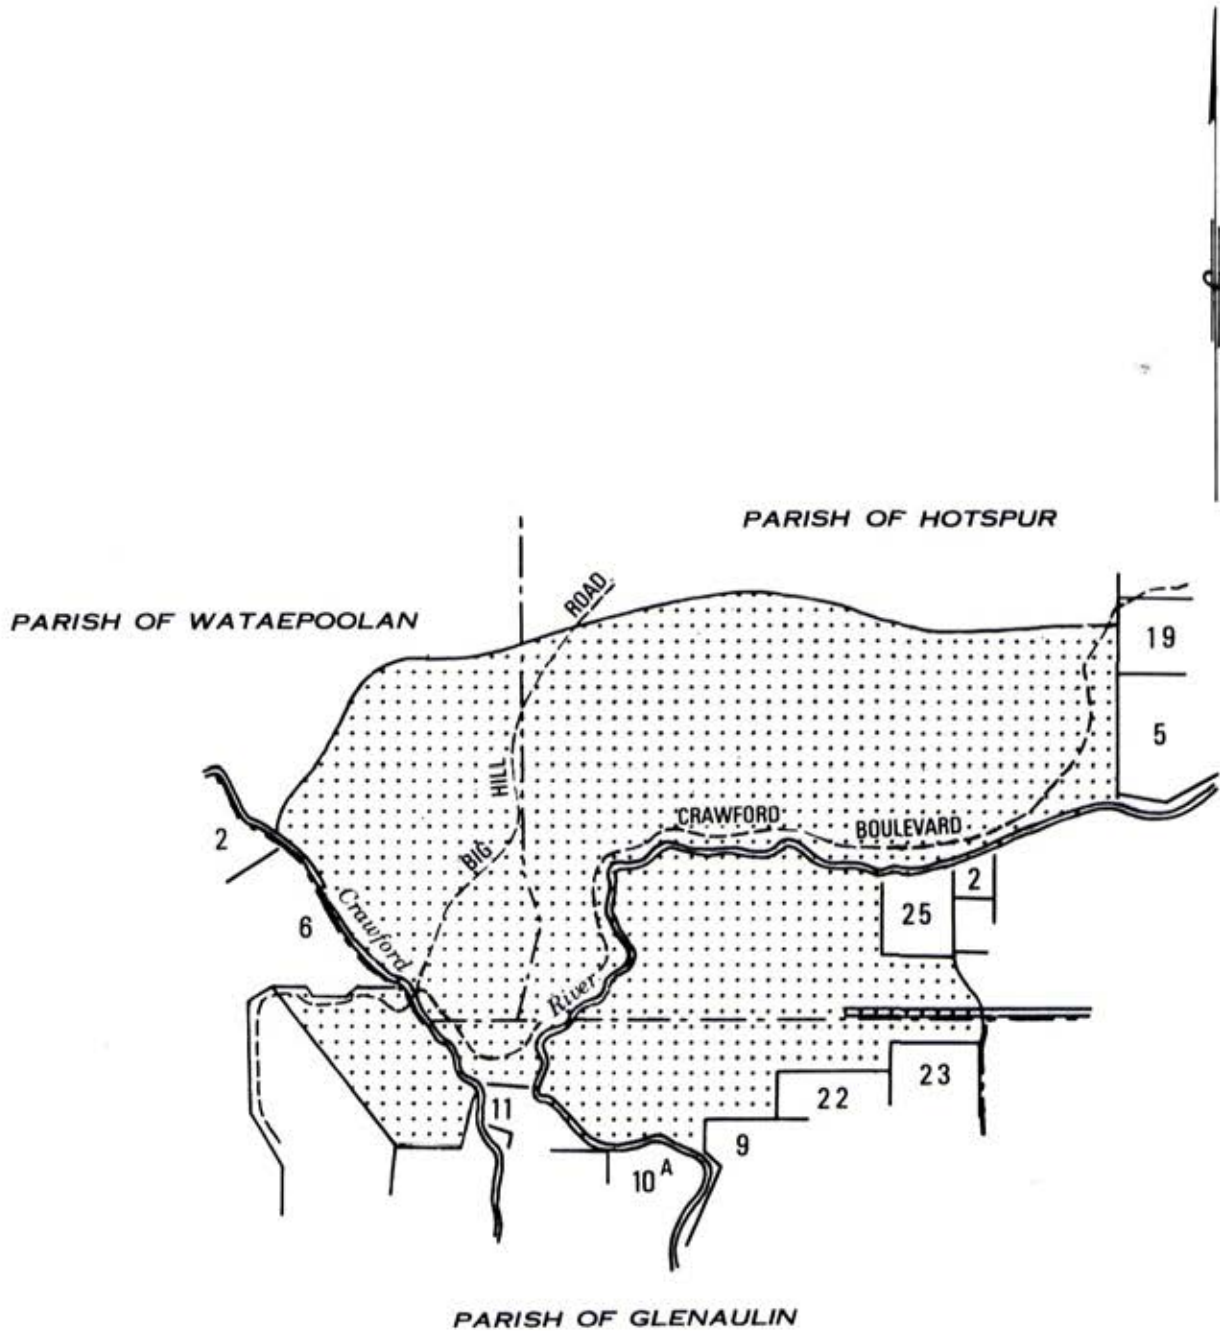 PARISH OF HOTSPUR
ROAD
PARISH OF WATAEPOOLAN
19
5
HILL
CRAWFORD
BOULEVARD
2
BIG
2
25
Crawford
6
River
23
22
11
9
10 A
PARISH OF GLENAULIN